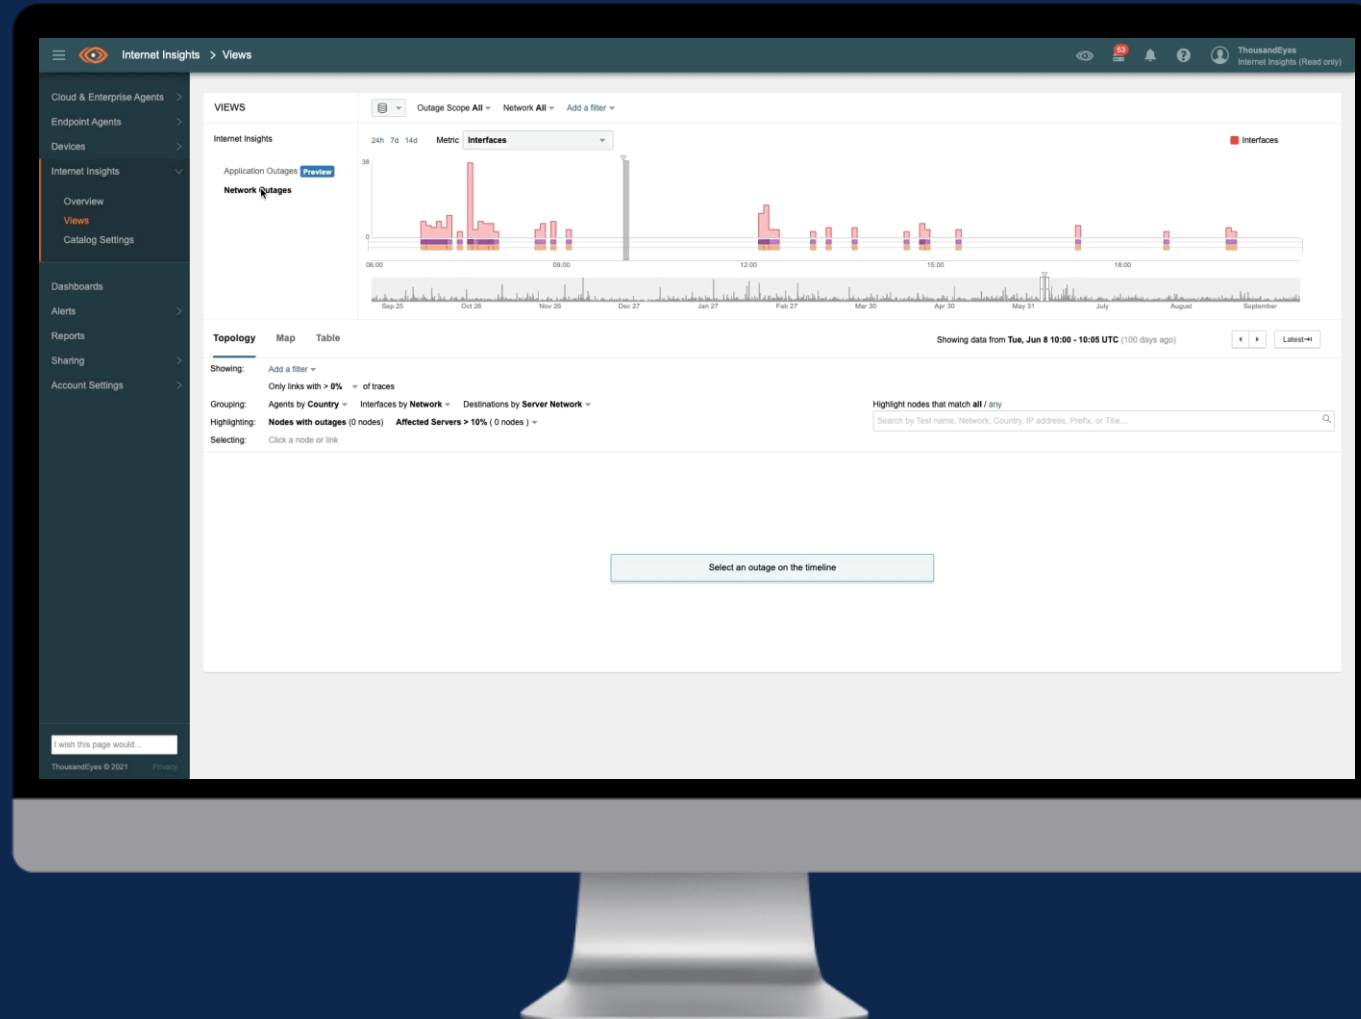 Internet Insights > Views
53
ThousandEyes
Internet Insights (Read only)
Cloud & Enterprise Agents
Endpoint Agents
Devices
Internet Insights
Overview
Views
Catalog Settings
Dashboards
Alerts
Reports
Sharing
Account Settings
I wish this page would...
ThousandEyes © 2021 Privacy
VIEWS
Internet Insights
Application Outages Preview
Network Outages
Outage Scope All Network All Add a filter
24h 7d 14d Metric Interfaces
Interfaces
38
0
06:00 09:00 12:00 15:00 18:00
Sep 25 Oct 26 Nov 26 Dec 27 Jan 27 Feb 27 Mar 30 Apr 30 May 31 July August September
Topology Map Table
Showing data from Tue, Jun 8 10:00 - 10:05 UTC (100 days ago)
Latest
Showing: Add a filter
Only links with > 0% of traces
Grouping: Agents by Country Interfaces by Network Destinations by Server Network
Highlighting: Nodes with outages (0 nodes) Affected Servers > 10% ( 0 nodes )
Selecting: Click a node or link
Highlight nodes that match all / any
Search by Test name, Network, Country, IP address, Prefix, or Title...
Select an outage on the timeline